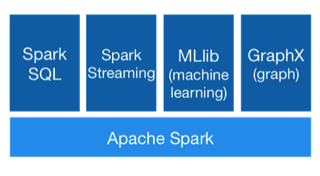 Spark
SQL
Spark
Streaming
MLlib
(machine
learning)
GraphX
(graph)
Apache Spark